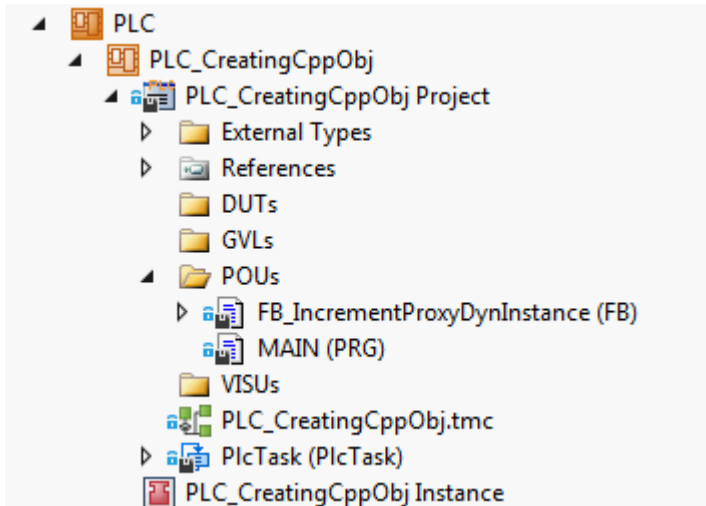 PLC
PLC_CreatingCppObj
PLC_CreatingCppObj Project
External Types
References
DUTs
GVLs
POUs
FB_IncrementProxyDynInstance (FB)
MAIN (PRG)
VISUs
PLC_CreatingCppObj.tmc
PlcTask (PlcTask)
PLC_CreatingCppObj Instance